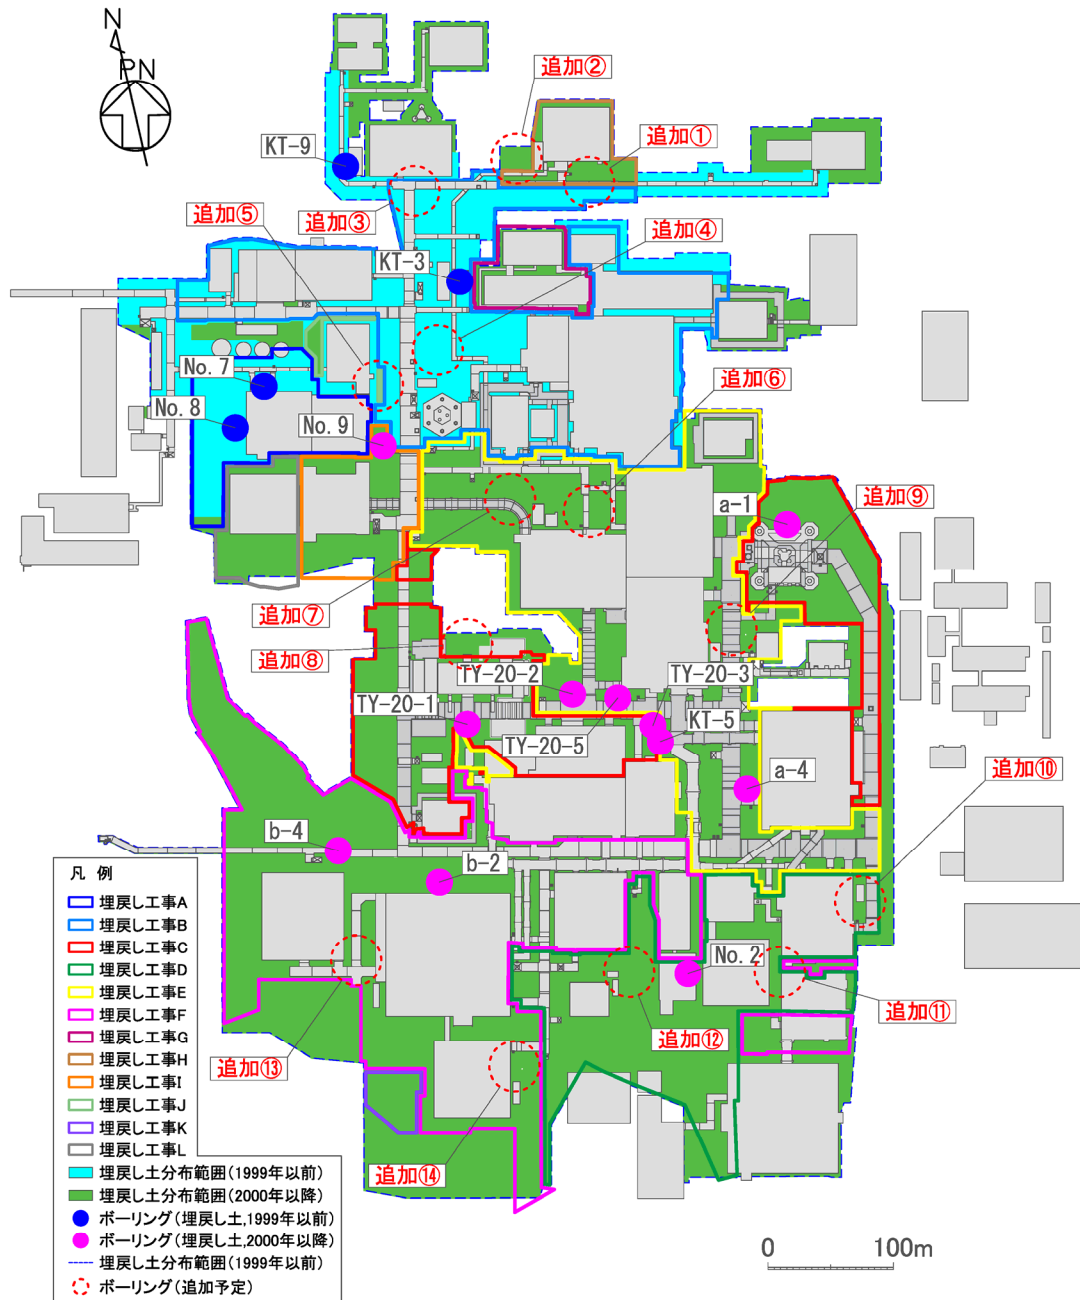 N
PN
追加②
追加①
KT-9
追加⑤
追加③
追加④
KT-3
No. 7
追加⑥
No. 8
No. 9
追加⑨
a-1
追加⑦
追加⑧
TY-20-2
TY-20-3
TY-20-1
KT-5
TY-20-5
a-4
追加⑩
b-4
b-2
No. 2
追加⑪
追加⑫
追加⑬
追加⑭
凡 例
埋戻し工事A
埋戻し工事B
埋戻し工事C
埋戻し工事D
埋戻し工事E
埋戻し工事F
埋戻し工事G
埋戻し工事H
埋戻し工事I
埋戻し工事J
埋戻し工事K
埋戻し工事L
埋戻し土分布範囲(1999年以前)
埋戻し土分布範囲(2000年以降)
ボーリング(埋戻し土,1999年以前)
ボーリング(埋戻し土,2000年以降)
埋戻し土分布範囲(1999年以前)
ボーリング(追加予定)
0 100m